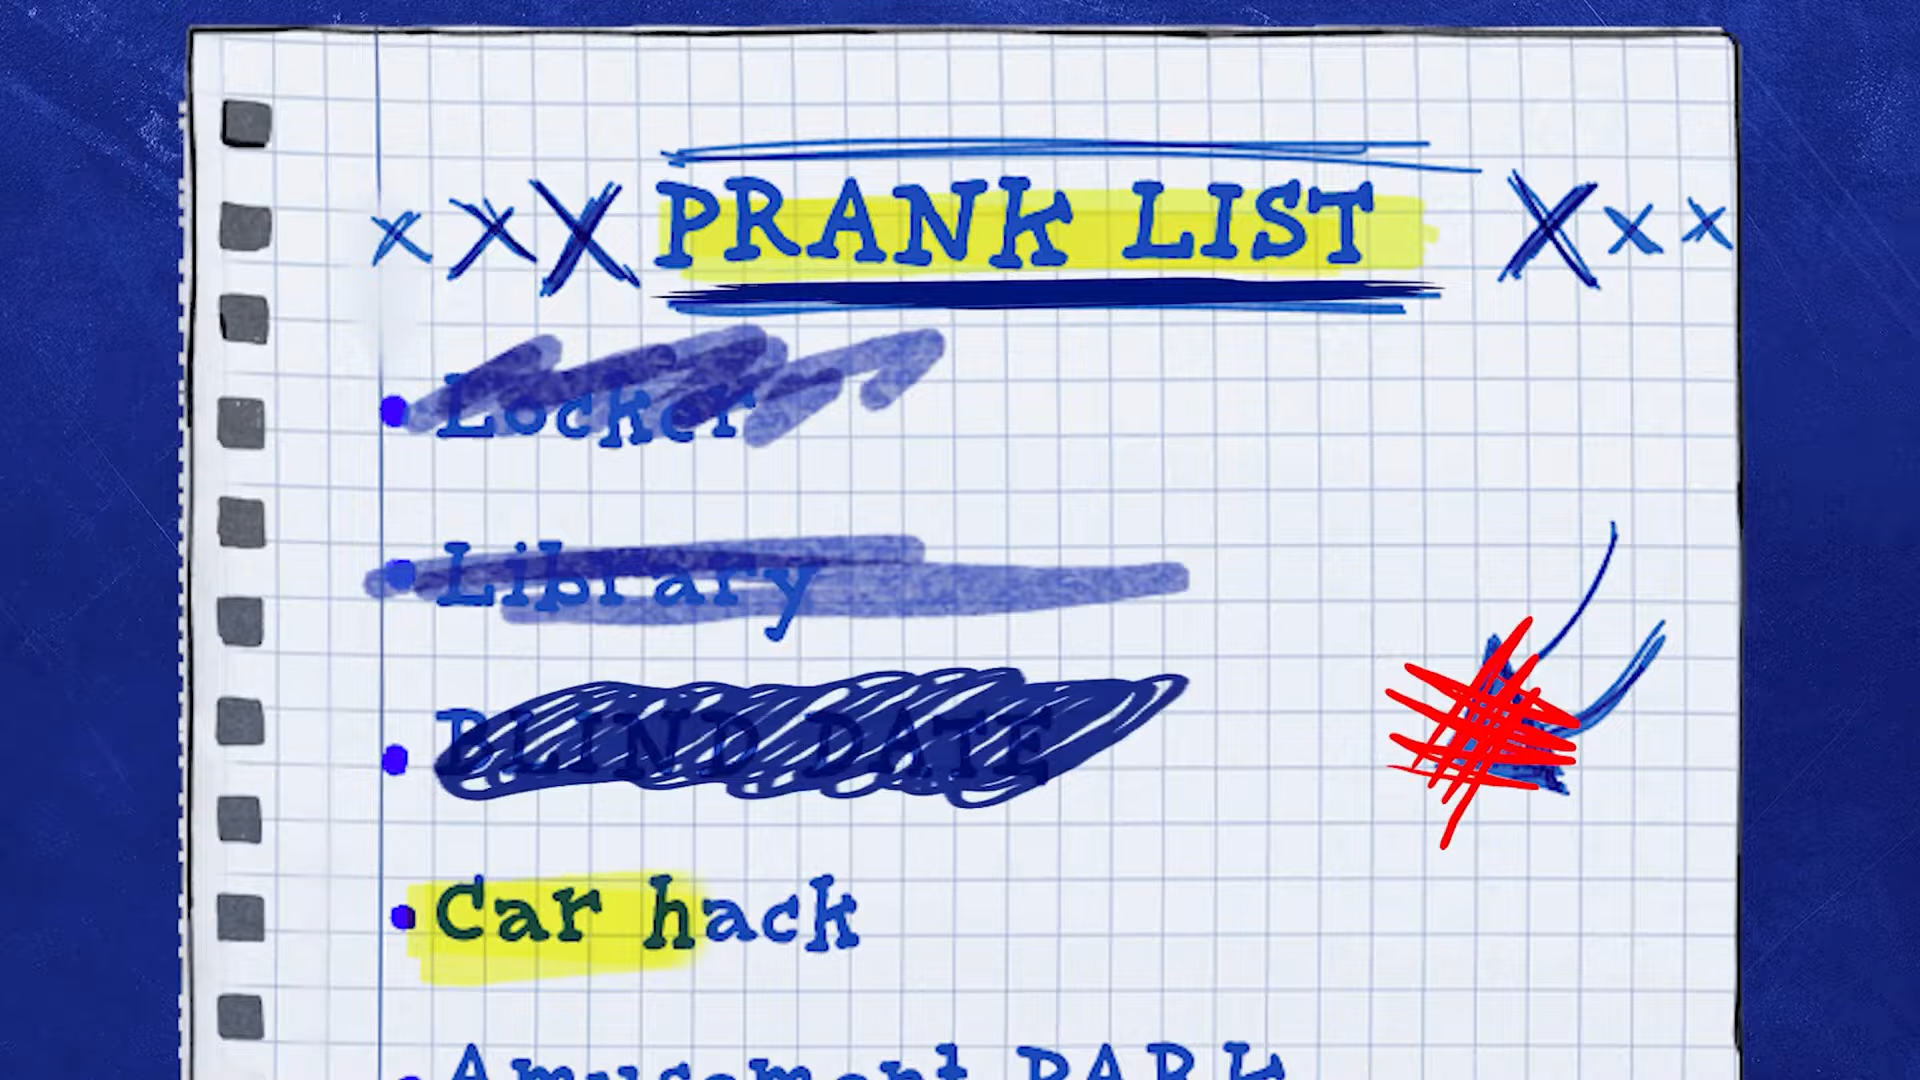 x x X PRANK LIST X x x
• Locker
• Library
• BLIND DATE
• Car hack
• Amusement PARk